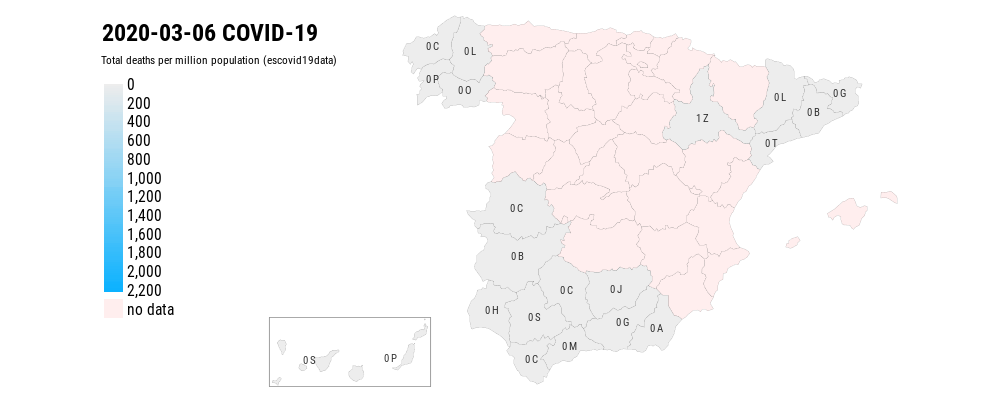 2020-03-06 COVID-19
Total deaths per million population (escovid19data)
0
200
400
600
800
1,000
1,200
1,400
1,600
1,800
2,000
2,200
no data
0C
0L
0P
0O
1Z
0L
0G
0B
0T
0C
0B
0C
0J
0H
0S
0G
0A
0M
0C
0S
0P